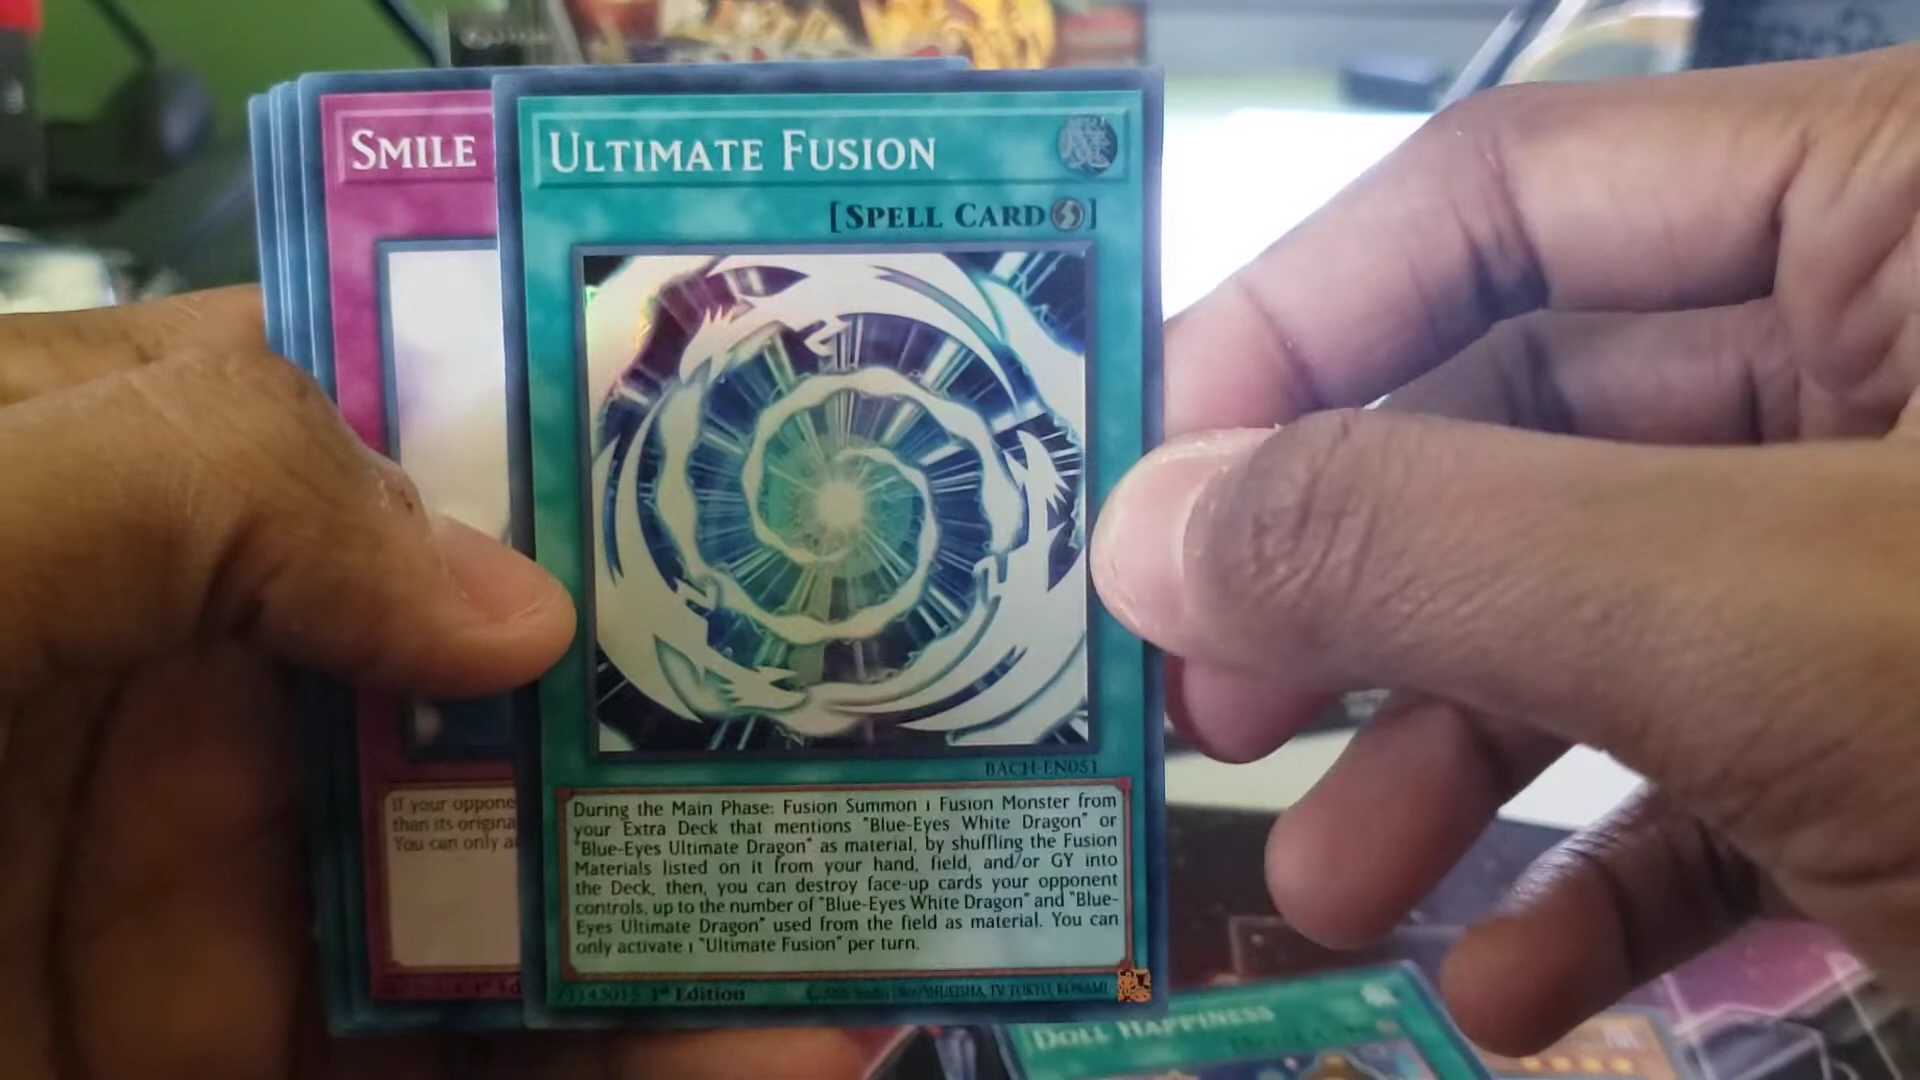 SMILE
ULTIMATE FUSION
[SPELL CARD]
BACH-EN051
During the Main Phase: Fusion Summon 1 Fusion Monster from
your Extra Deck that mentions "Blue-Eyes White Dragon" or
"Blue-Eyes Ultimate Dragon" as material, by shuffling the Fusion
Materials listed on it from your hand, field, and/or GY into
the Deck, then, you can destroy face-up cards your opponent
controls, up to the number of "Blue-Eyes White Dragon" and "Blue-
Eyes Ultimate Dragon" used from the field as material. You can
only activate 1 "Ultimate Fusion" per turn.
1st Edition
SHUEISHA, TV TOKYO, KONAMI
If your oppone
than its origina
You can only a
1st Ed
DOLL HAPPINESS